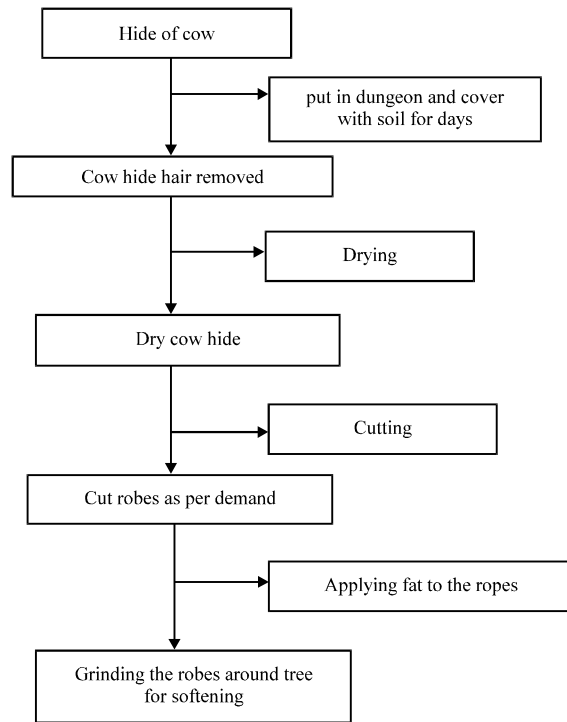 Hide of cow
put in dungeon and cover
with soil for days
Cow hide hair removed
Drying
Dry cow hide
Cutting
Cut robes as per demand
Applying fat to the ropes
Grinding the robes around tree
for softening